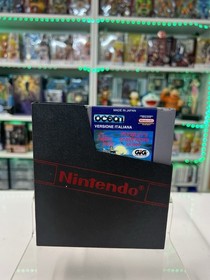 MADE IN JAPAN
ocean
VERSIONE ITALIANA
GiG
Nintendo